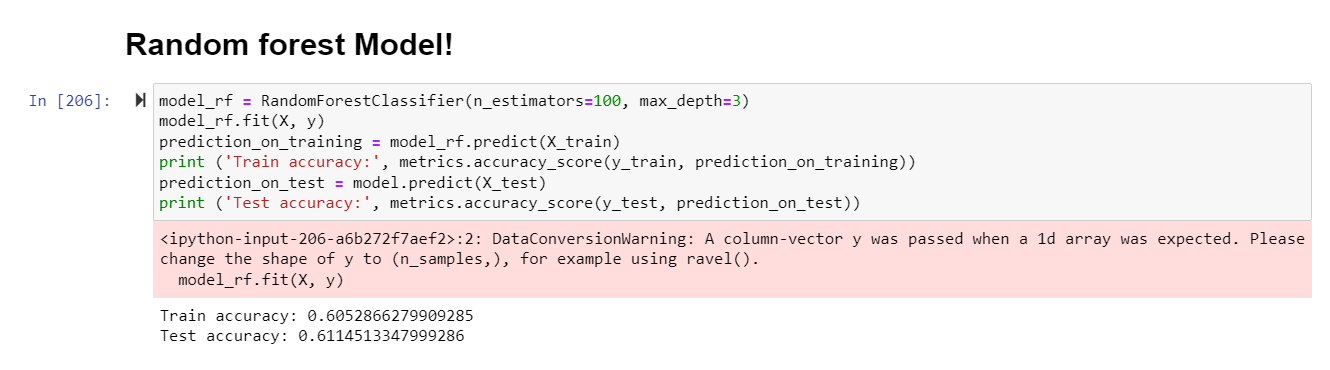 Random forest Model!
In [206]:
model_rf = RandomForestClassifier(n_estimators=100, max_depth=3)
model_rf.fit(X, y)
prediction_on_training = model_rf.predict(X_train)
print ('Train accuracy:', metrics.accuracy_score(y_train, prediction_on_training))
prediction_on_test = model.predict(X_test)
print ('Test accuracy:', metrics.accuracy_score(y_test, prediction_on_test))
<ipython-input-206-a6b272f7aef2>:2: DataConversionWarning: A column-vector y was passed when a 1d array was expected. Please
change the shape of y to (n_samples,), for example using ravel().
model_rf.fit(X, y)
Train accuracy: 0.6052866279909285
Test accuracy: 0.6114513347999286